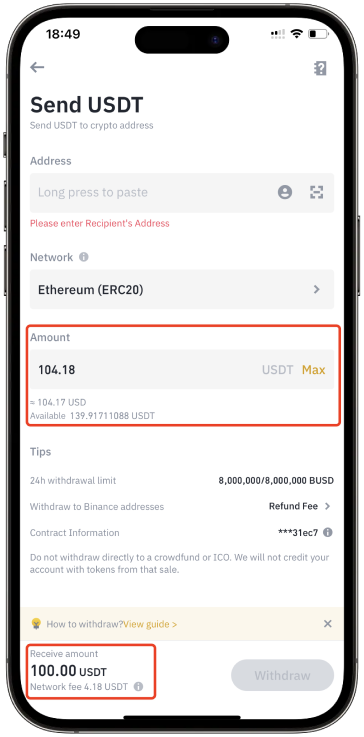 18:49
Send USDT
Send USDT to crypto address
Address
Long press to paste
Please enter Recipient's Address
Network
Ethereum (ERC20)
Amount
104.18 USDT Max
≈ 104.17 USD
Available 139.91711088 USDT
Tips
24h withdrawal limit 8,000,000/8,000,000 BUSD
Withdraw to Binance addresses Refund Fee >
Contract Information ***31ec7
Do not withdraw directly to a crowdfund or ICO. We will not credit your
account with tokens from that sale.
How to withdraw?View guide >
Receive amount
100.00 USDT
Network fee 4.18 USDT
Withdraw